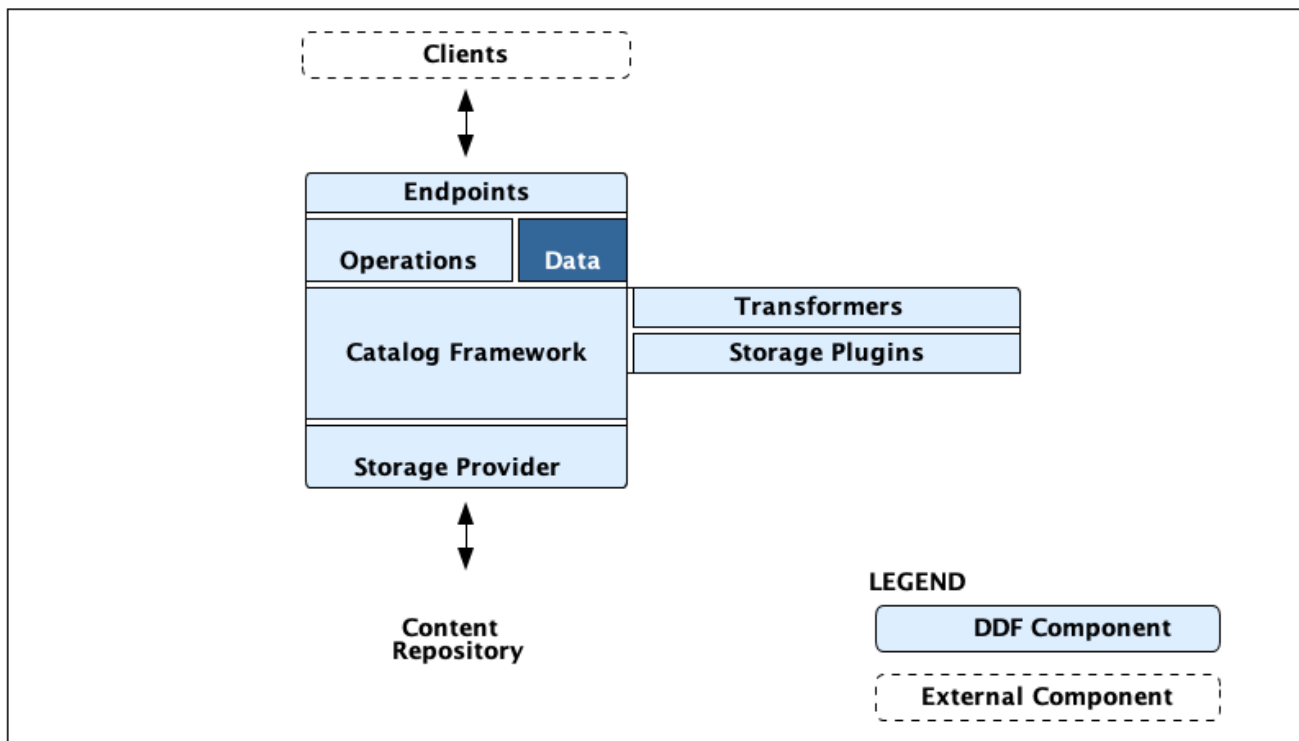 Clients
Endpoints
Operations
Data
Transformers
Catalog Framework
Storage Plugins
Storage Provider
LEGEND
DDF Component
Content
Repository
External Component